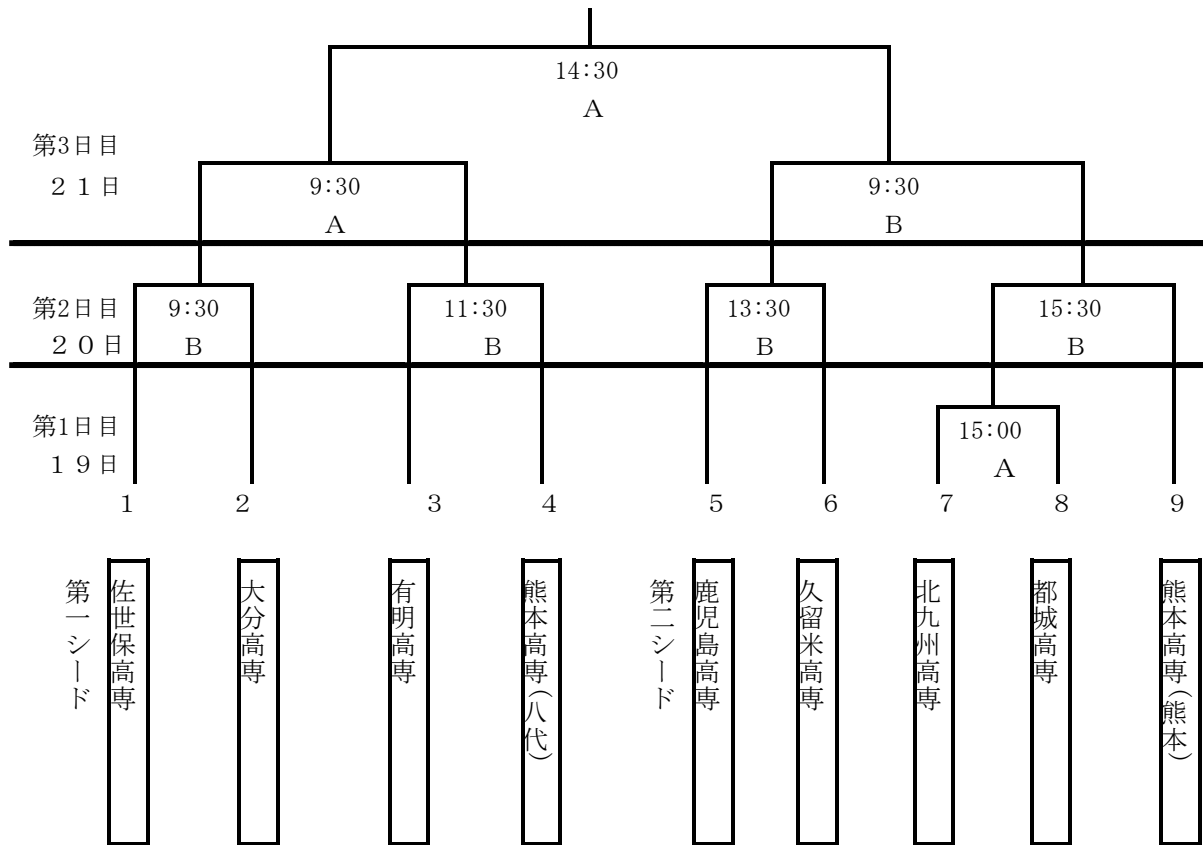 14:30
A
第3日目
２１日
9:30
A
9:30
B
第2日目
２０日
9:30
B
11:30
B
13:30
B
15:30
B
第1日目
１９日
15:00
A
1
2
3
4
5
6
7
8
9
第一シード
佐世保高専
大分高専
有明高専
熊本高専（八代）
第二シード
鹿児島高専
久留米高専
北九州高専
都城高専
熊本高専（熊本）